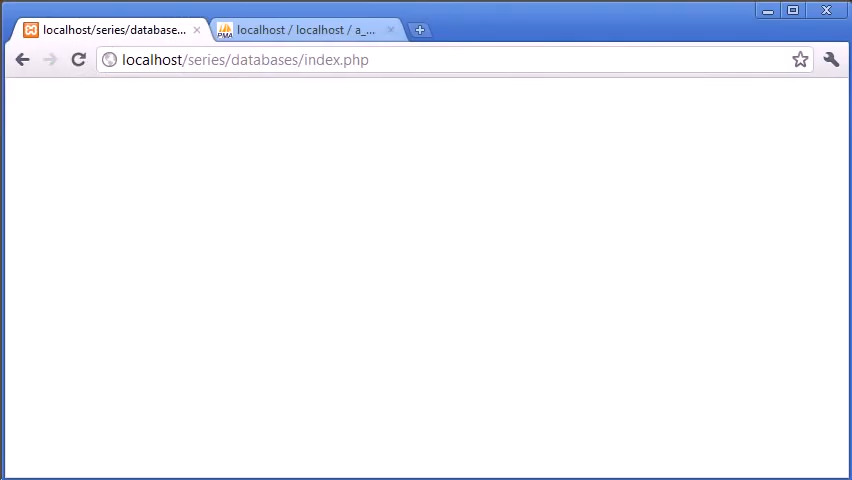 localhost/series/database...
localhost / localhost / a_...
PMA
localhost/series/databases/index.php